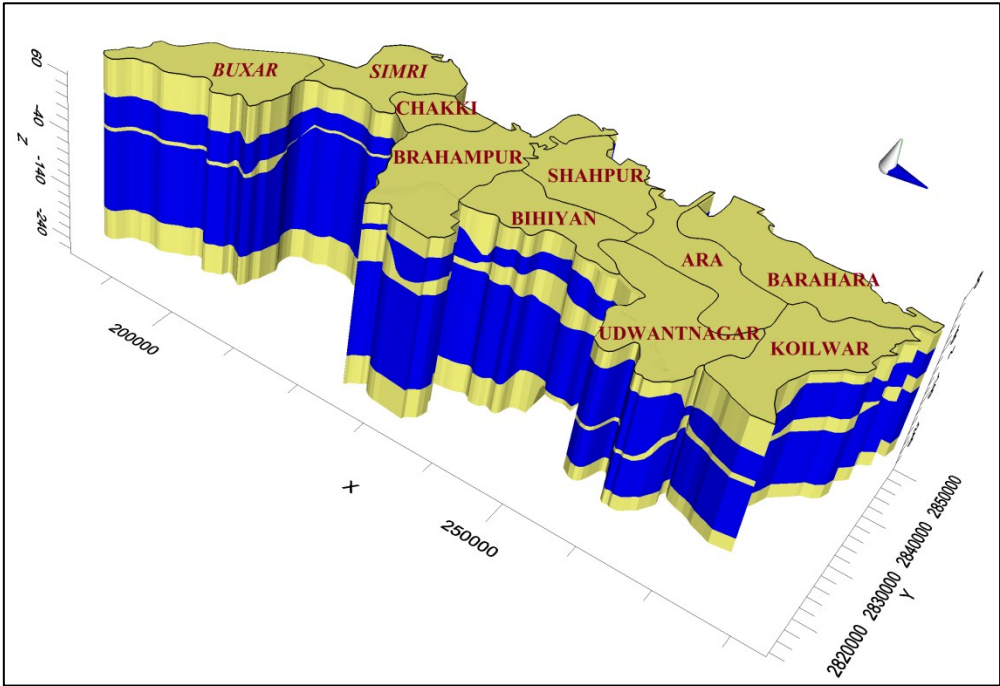 60
-40
-140
-240
Z
BUXAR
SIMRI
CHAKKI
BRAHAMPUR
SHAHPUR
BIHIYAN
ARA
BARAHARA
UDWANTNAGAR
KOILWAR
200000
X
250000
2820000
2830000
2840000
2850000
Y